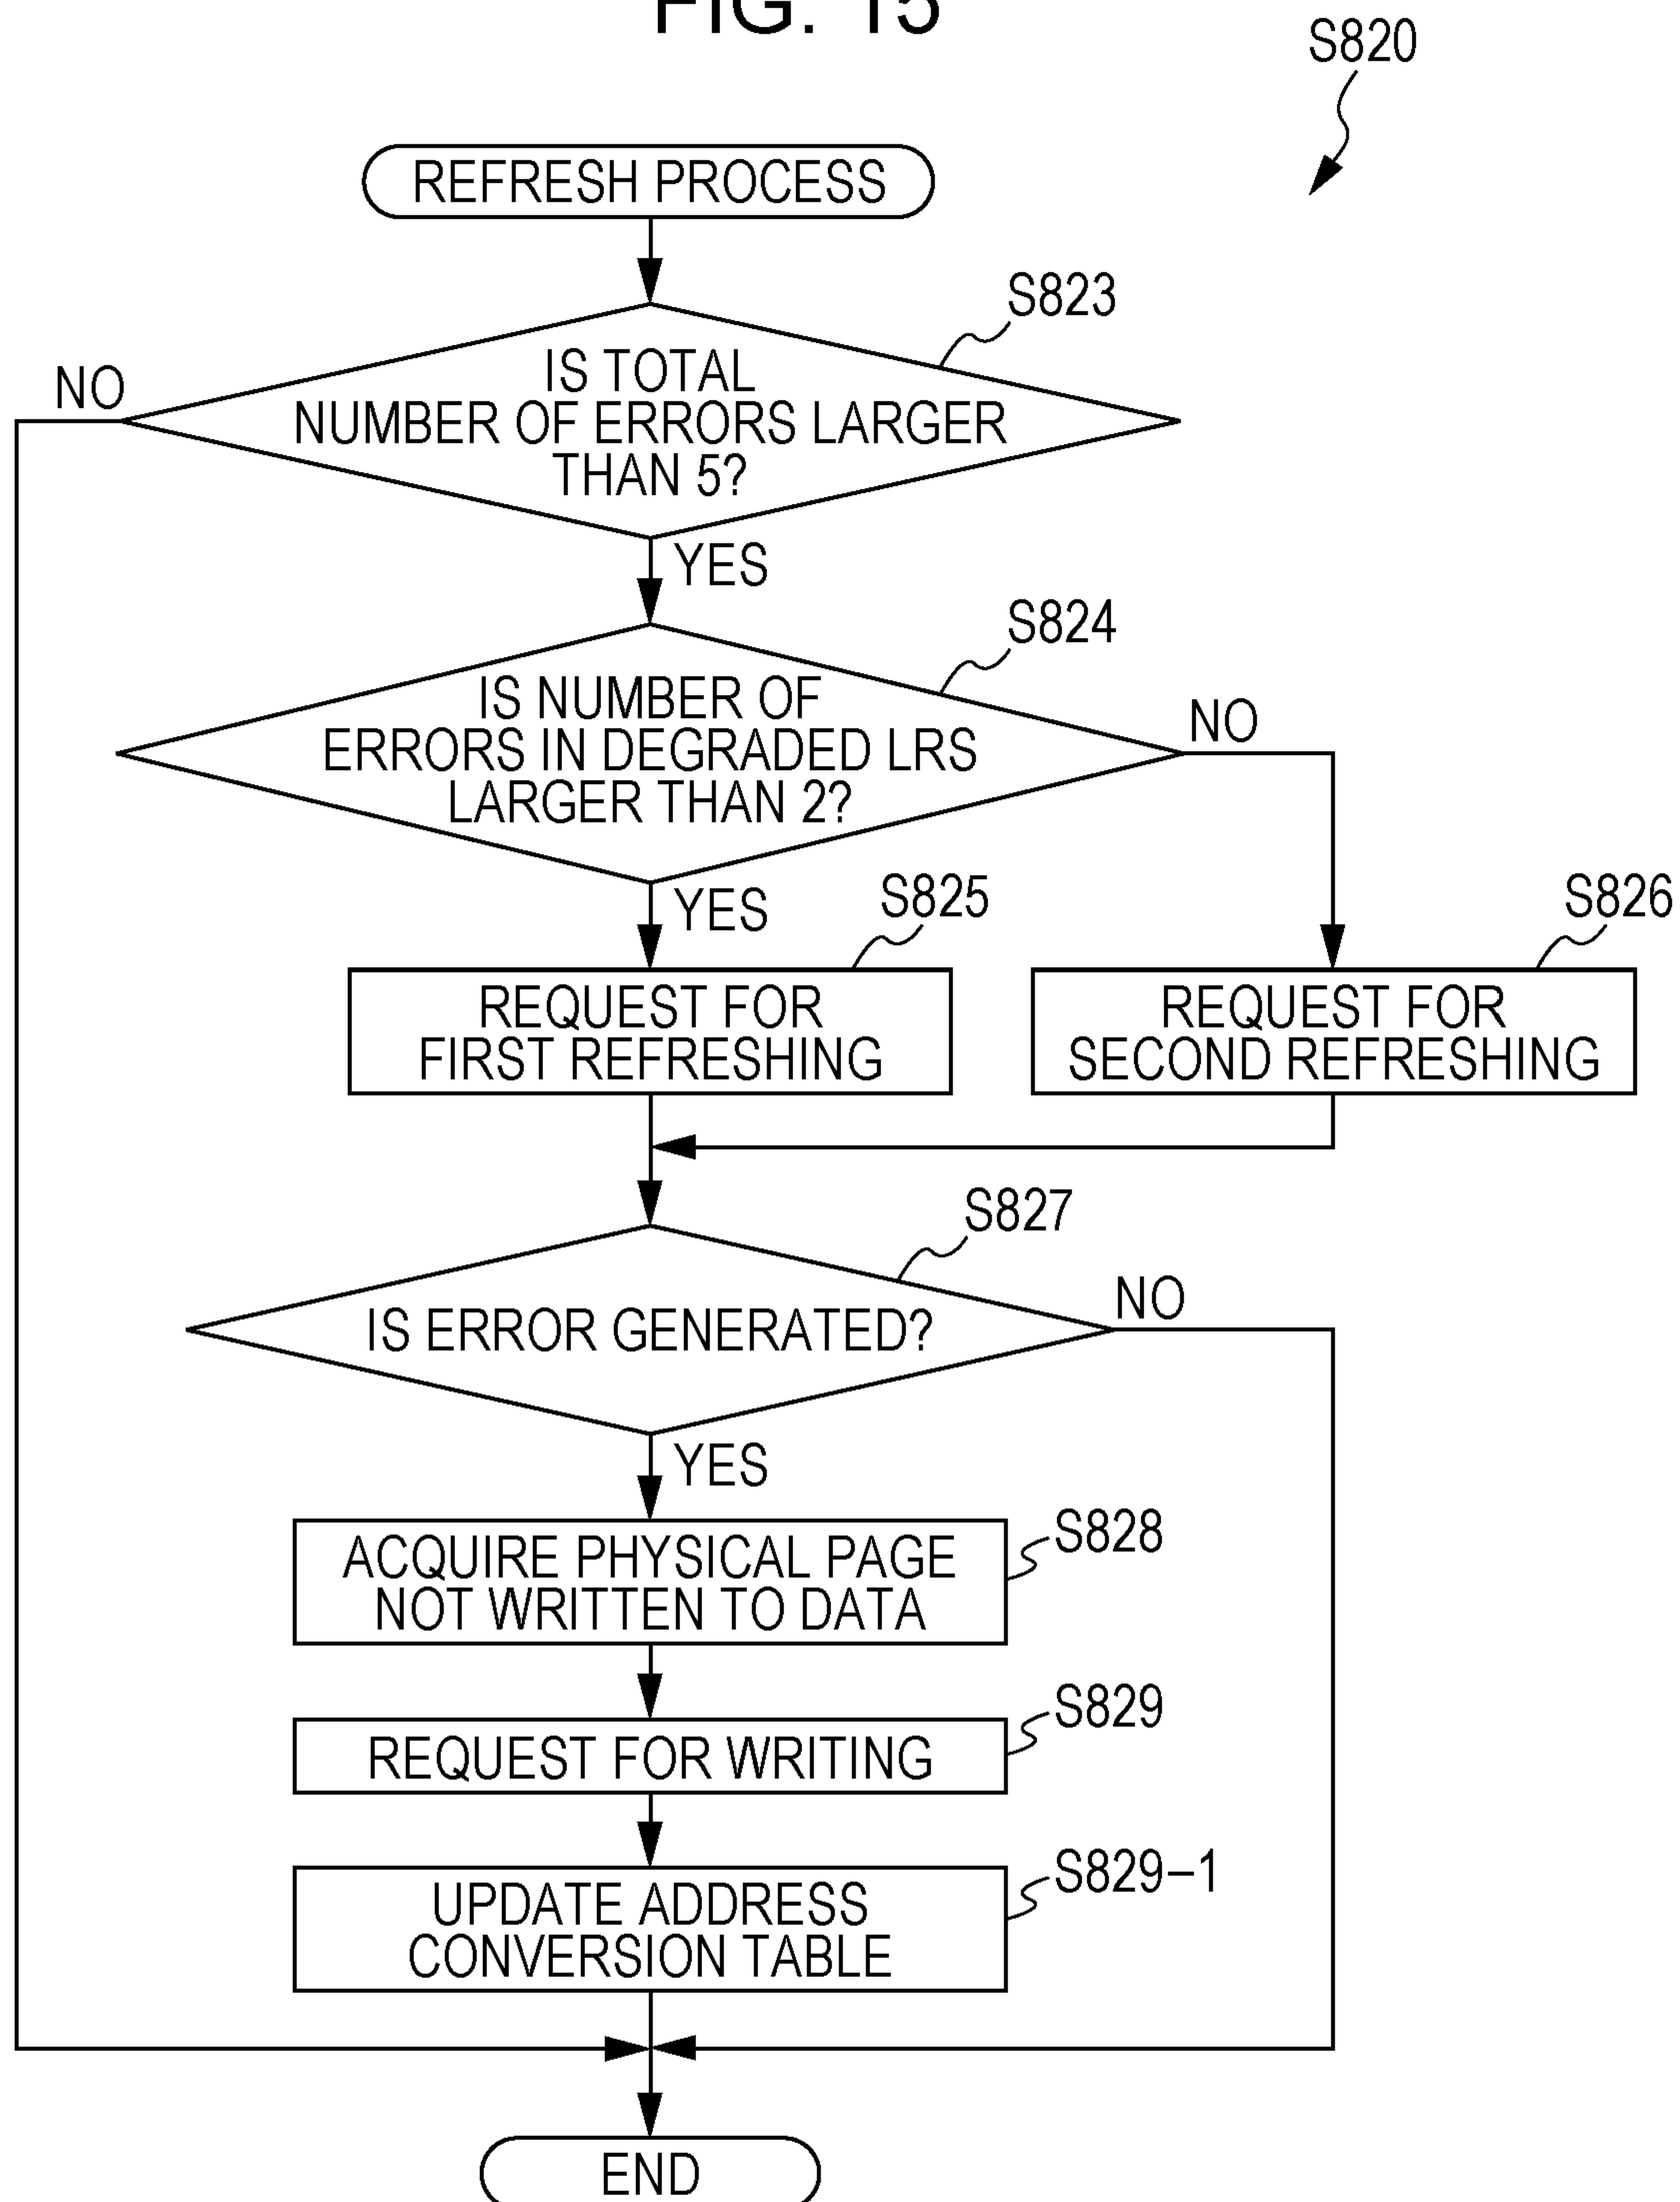 FIG. 15
S820
REFRESH PROCESS
S823
NO
IS TOTAL
NUMBER OF ERRORS LARGER
THAN 5?
YES
S824
IS NUMBER OF
ERRORS IN DEGRADED LRS
LARGER THAN 2?
NO
YES
S825
S826
REQUEST FOR
FIRST REFRESHING
REQUEST FOR
SECOND REFRESHING
S827
IS ERROR GENERATED?
NO
YES
S828
ACQUIRE PHYSICAL PAGE
NOT WRITTEN TO DATA
S829
REQUEST FOR WRITING
S829-1
UPDATE ADDRESS
CONVERSION TABLE
END